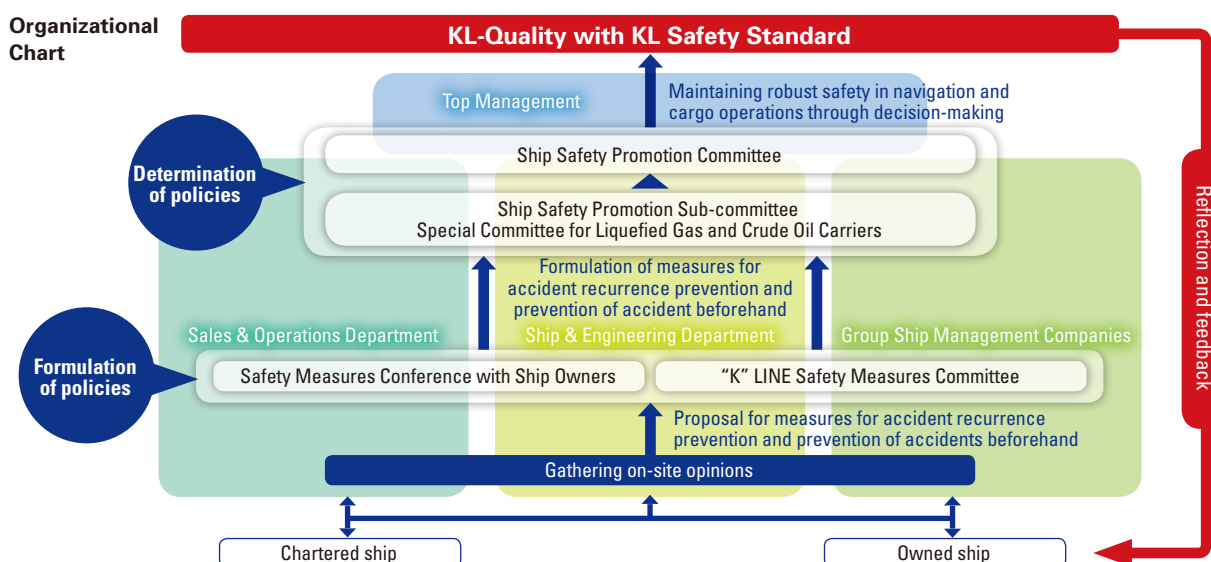 Organizational
Chart
KL-Quality with KL Safety Standard
Top Management
Maintaining robust safety in navigation and
cargo operations through decision-making
Ship Safety Promotion Committee
Determination
of policies
Ship Safety Promotion Sub-committee
Special Committee for Liquefied Gas and Crude Oil Carriers
Reflection and feedback
Formulation of measures for
accident recurrence prevention and
prevention of accident beforehand
Sales & Operations Department
Ship & Engineering Department
Group Ship Management Companies
Formulation
of policies
Safety Measures Conference with Ship Owners
“K” LINE Safety Measures Committee
Proposal for measures for accident recurrence
prevention and prevention of accidents beforehand
Gathering on-site opinions
Chartered ship
Owned ship